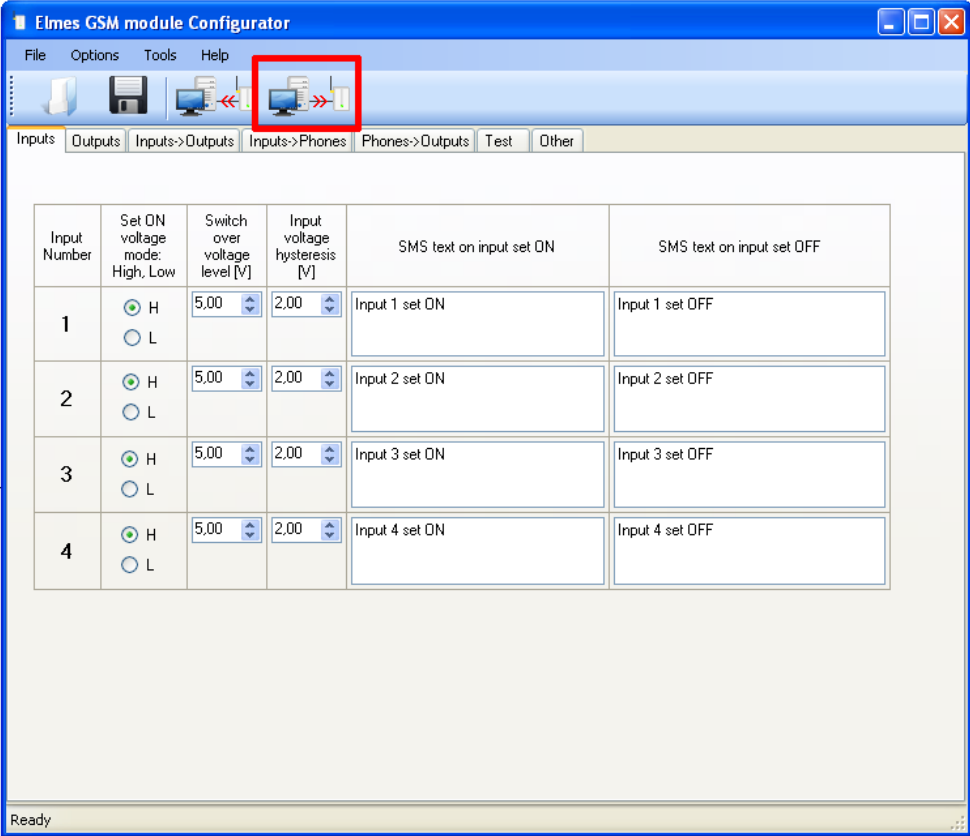 Elmes GSM module Configurator
File Options Tools Help
Inputs Outputs Inputs->Outputs Inputs->Phones Phones->Outputs Test Other
Input
Number
Set ON
voltage
mode:
High, Low
Switch
over
voltage
level [V]
Input
voltage
hysteresis
[V]
SMS text on input set ON
SMS text on input set OFF
1
H
L
5,00
2,00
Input 1 set ON
Input 1 set OFF
2
H
L
5,00
2,00
Input 2 set ON
Input 2 set OFF
3
H
L
5,00
2,00
Input 3 set ON
Input 3 set OFF
4
H
L
5,00
2,00
Input 4 set ON
Input 4 set OFF
Ready